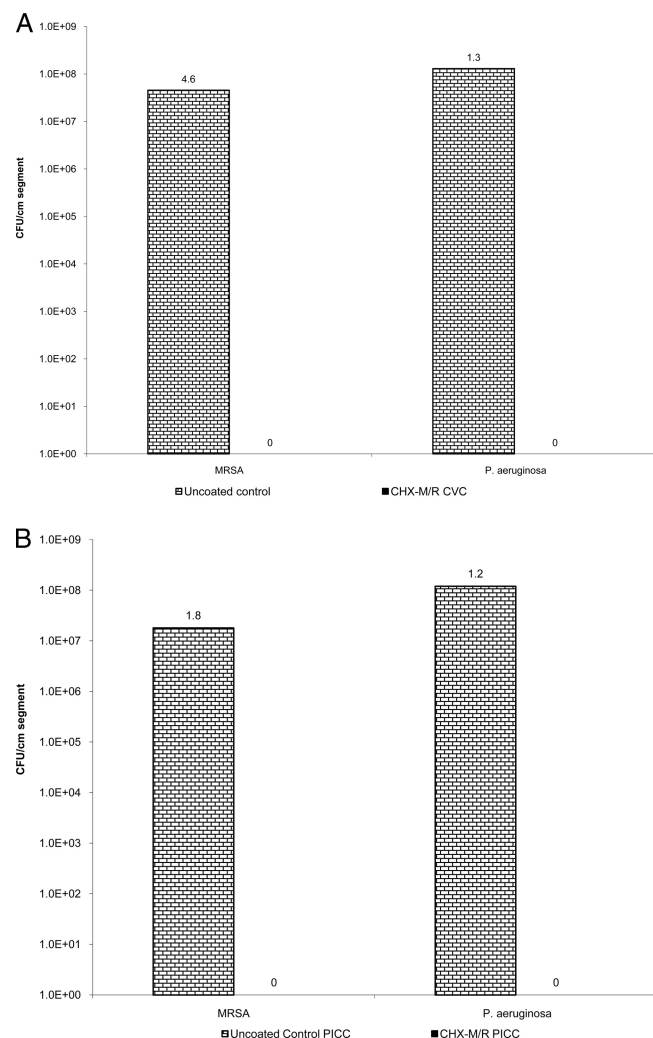 A
1.0E+09
1.0E+08
1.0E+07
1.0E+06
1.0E+05
1.0E+04
1.0E+03
1.0E+02
1.0E+01
1.0E+00
CFU/cm segment
4.6
0
1.3
0
MRSA
P. aeruginosa
Uncoated control
CHX-M/R CVC
B
1.0E+09
1.0E+08
1.0E+07
1.0E+06
1.0E+05
1.0E+04
1.0E+03
1.0E+02
1.0E+01
1.0E+00
CFU/cm segment
1.8
0
1.2
0
MRSA
P. aeruginosa
Uncoated Control PICC
CHX-M/R PICC